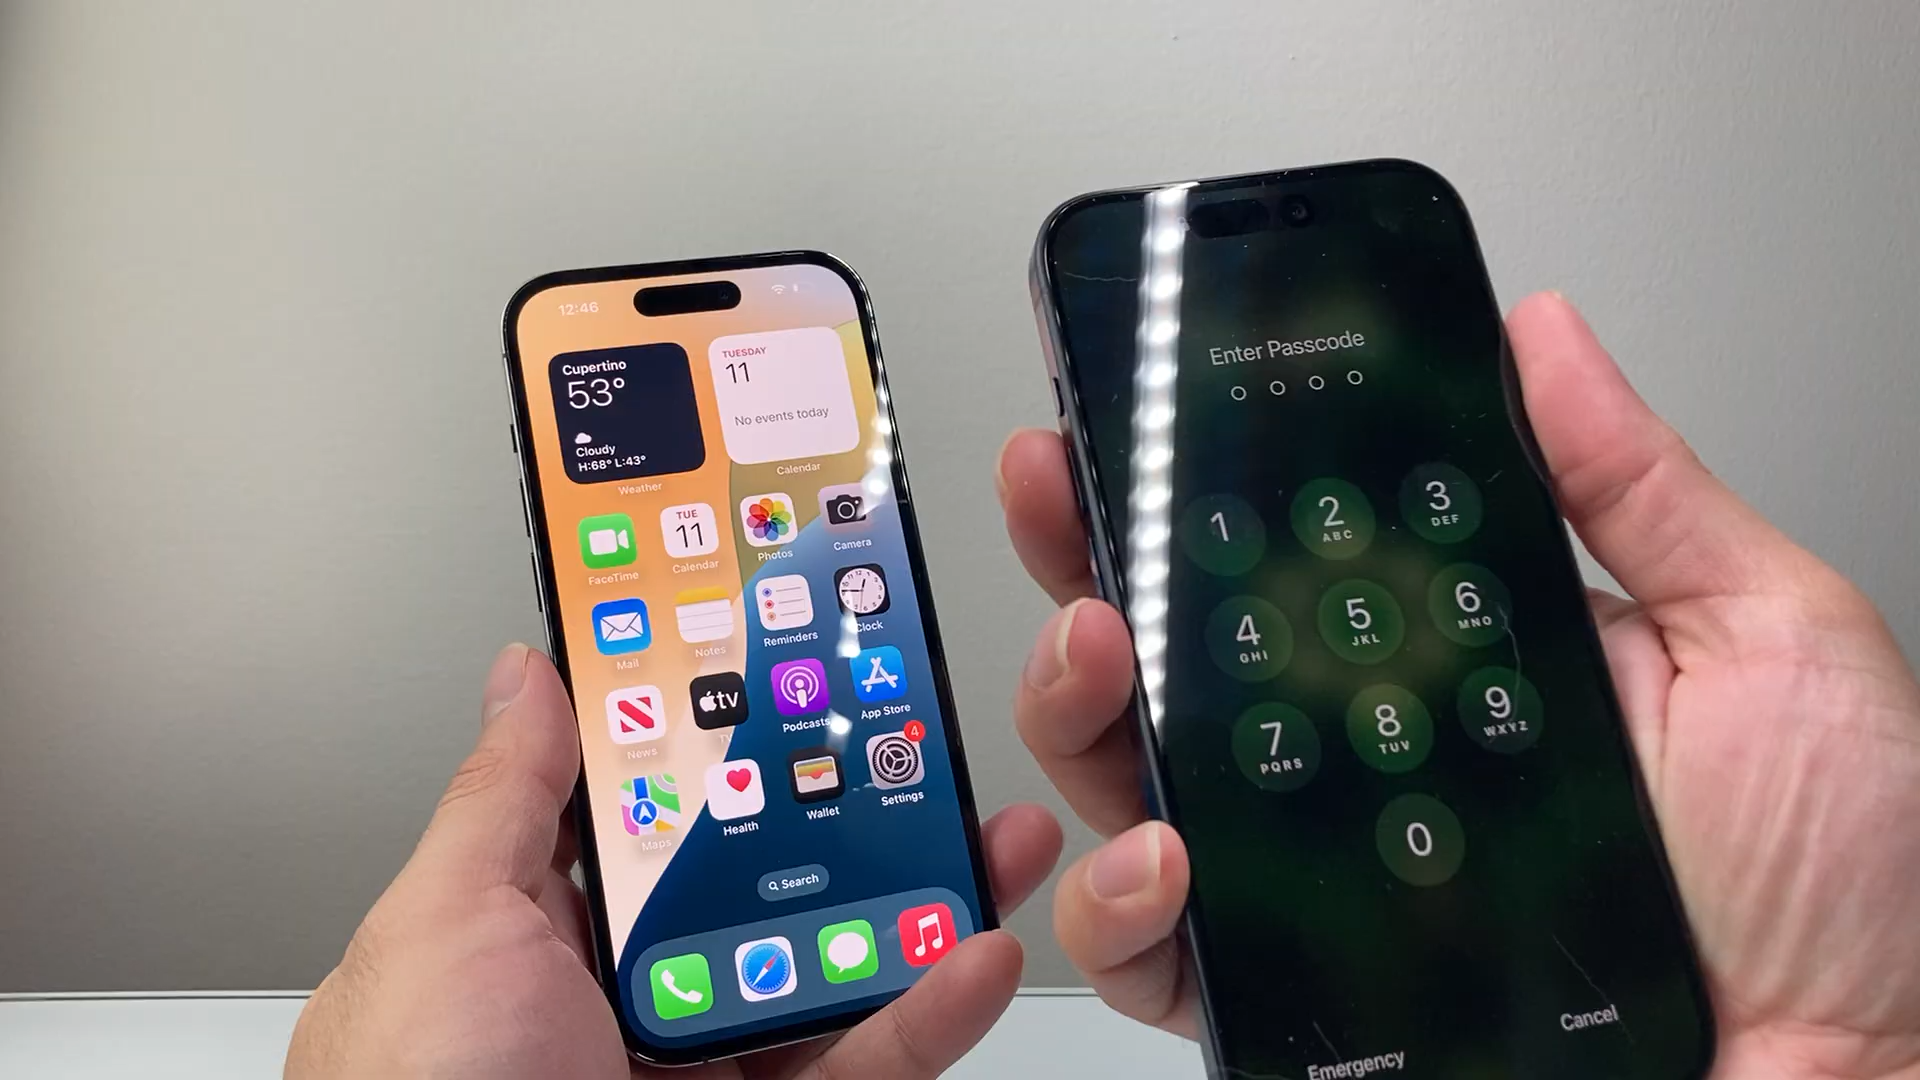 12:46
Cupertino
53°
Cloudy
H:68° L:43°
Weather
TUESDAY
11
No events today
Calendar
FaceTime
TUE
11
Calendar
Photos
Camera
Mail
Notes
Reminders
Clock
News
tv
TV
Podcasts
App Store
4
Maps
Health
Wallet
Settings
Search
Enter Passcode
1
2
ABC
3
DEF
4
GHI
5
JKL
6
MNO
7
PQRS
8
TUV
9
WXYZ
0
Emergency
Cancel